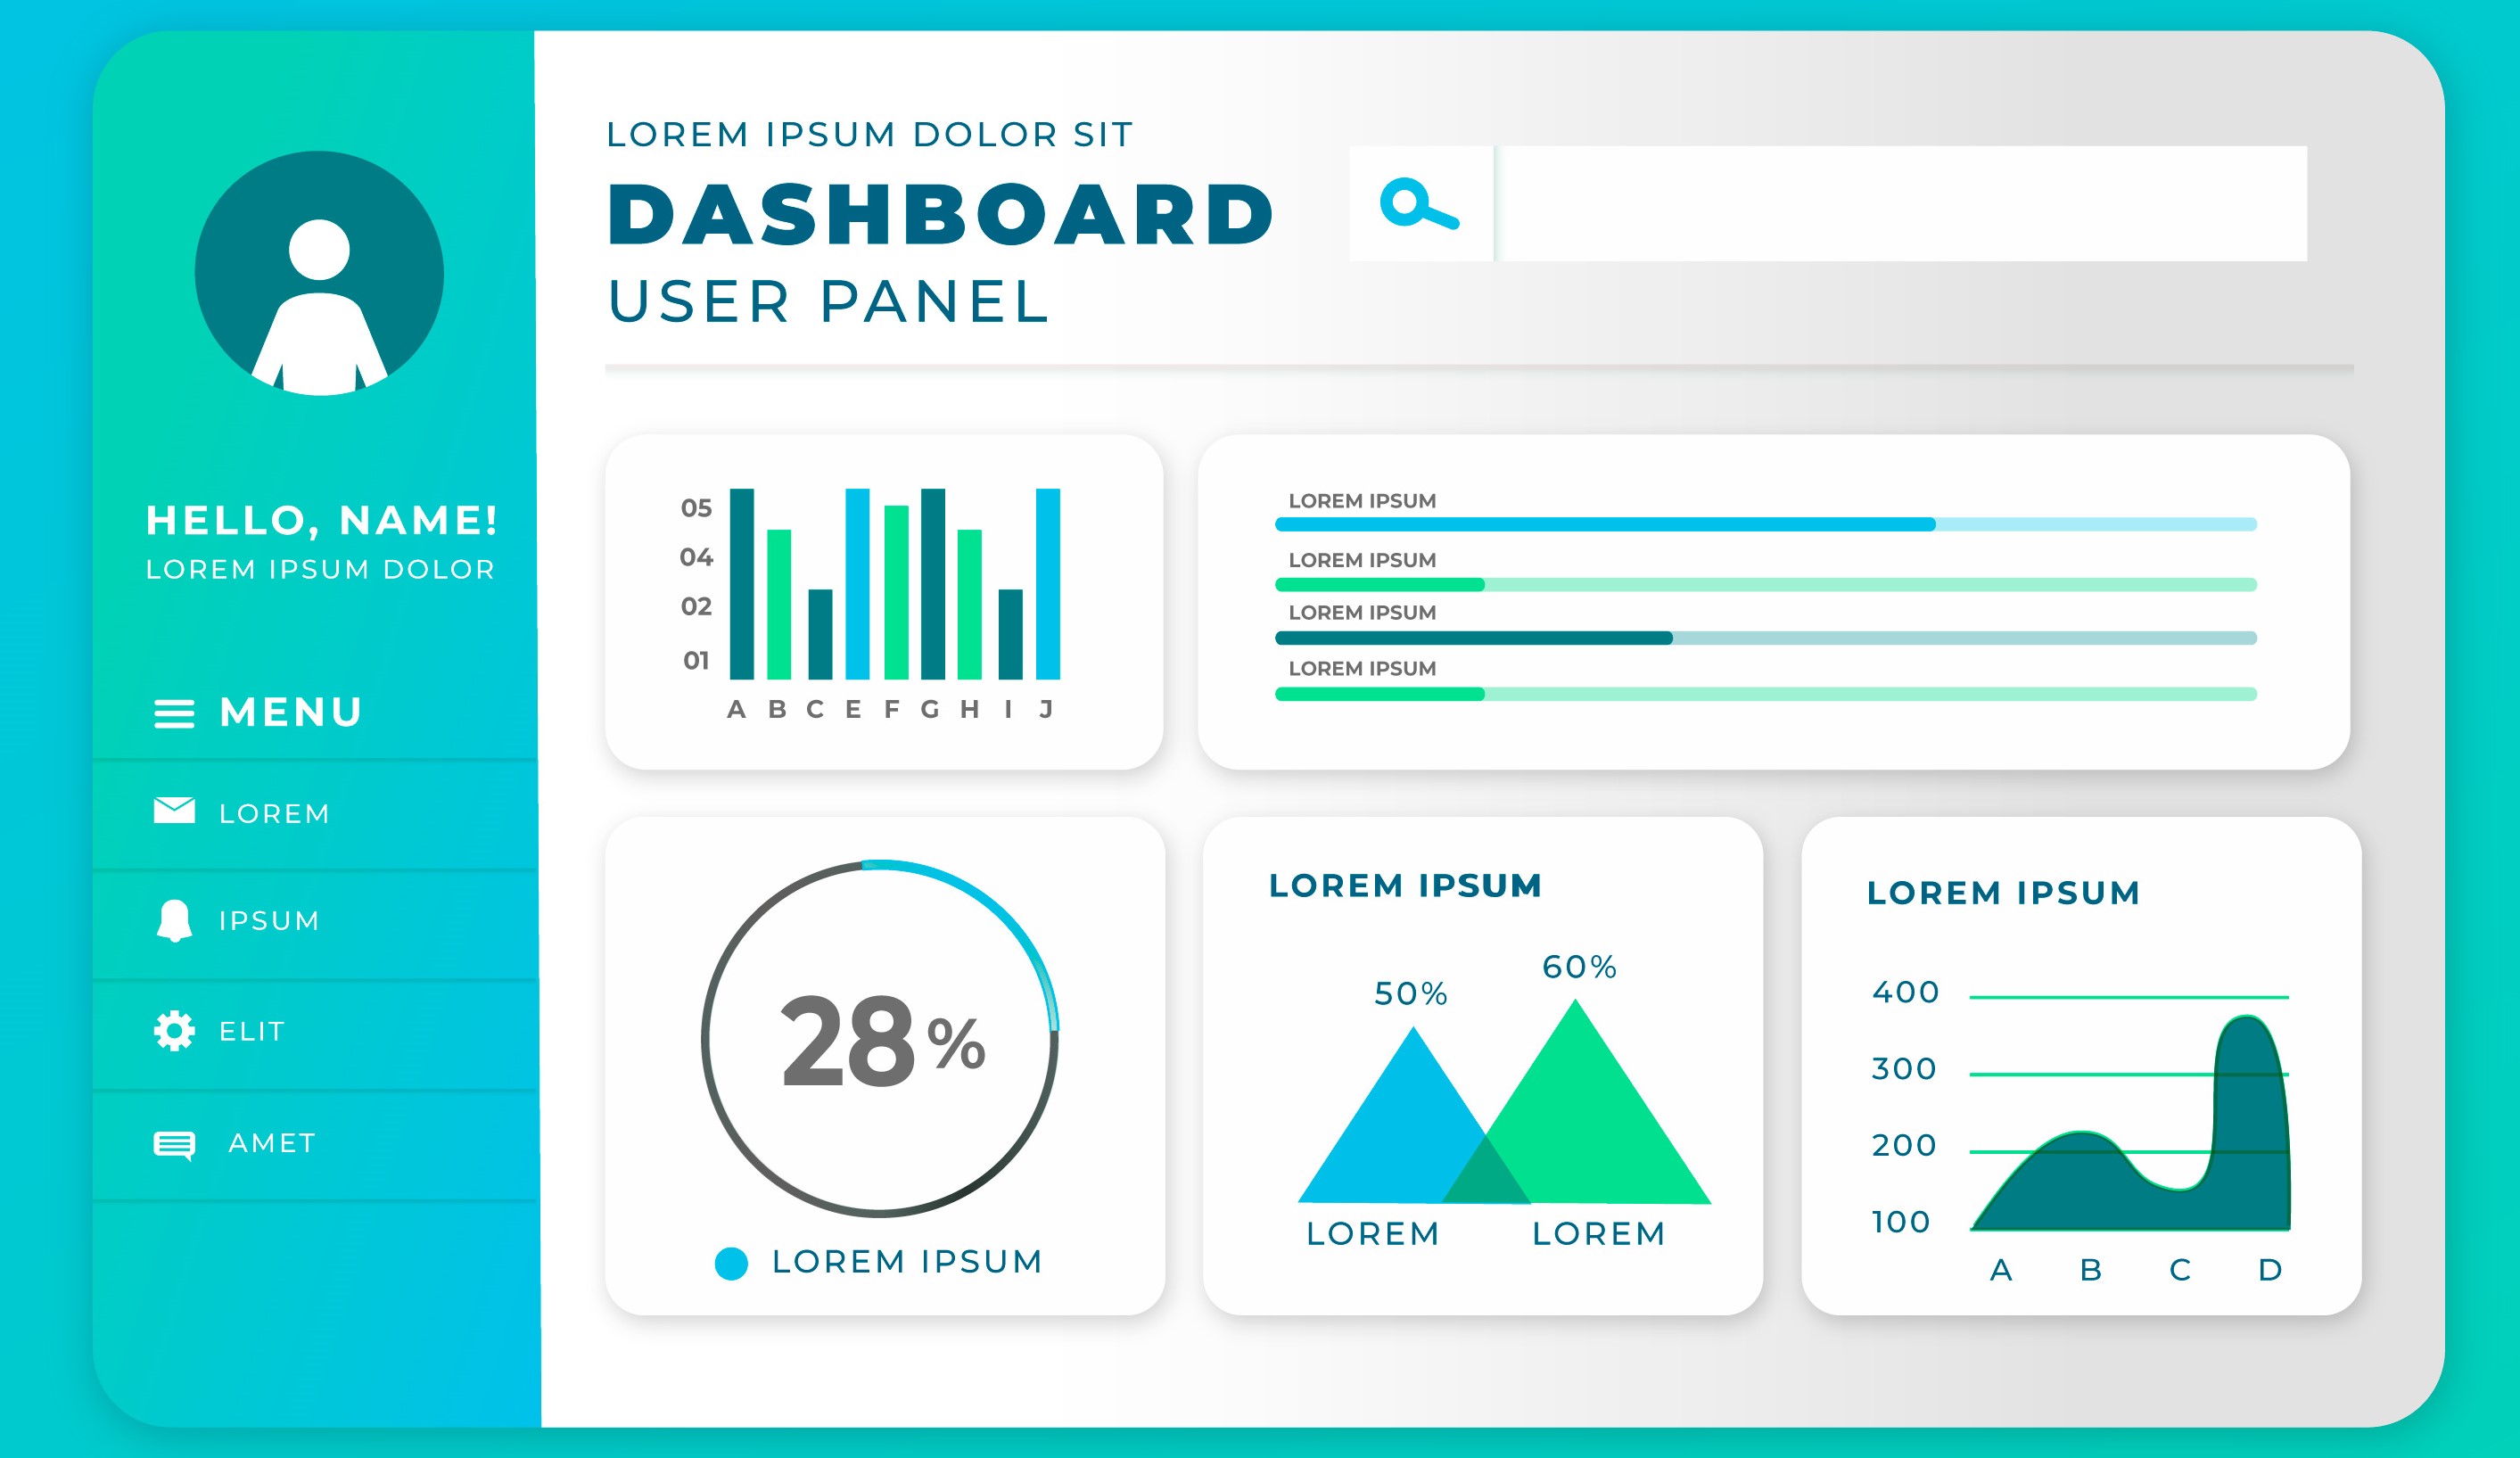 HELLO, NAME!
LOREM IPSUM DOLOR
MENU
LOREM
IPSUM
ELIT
AMET
LOREM IPSUM DOLOR SIT
DASHBOARD
USER PANEL
05
04
02
01
A B C E F G H I J
LOREM IPSUM
LOREM IPSUM
LOREM IPSUM
LOREM IPSUM
28%
LOREM IPSUM
LOREM IPSUM
50%
60%
LOREM LOREM
LOREM IPSUM
400
300
200
100
A B C D